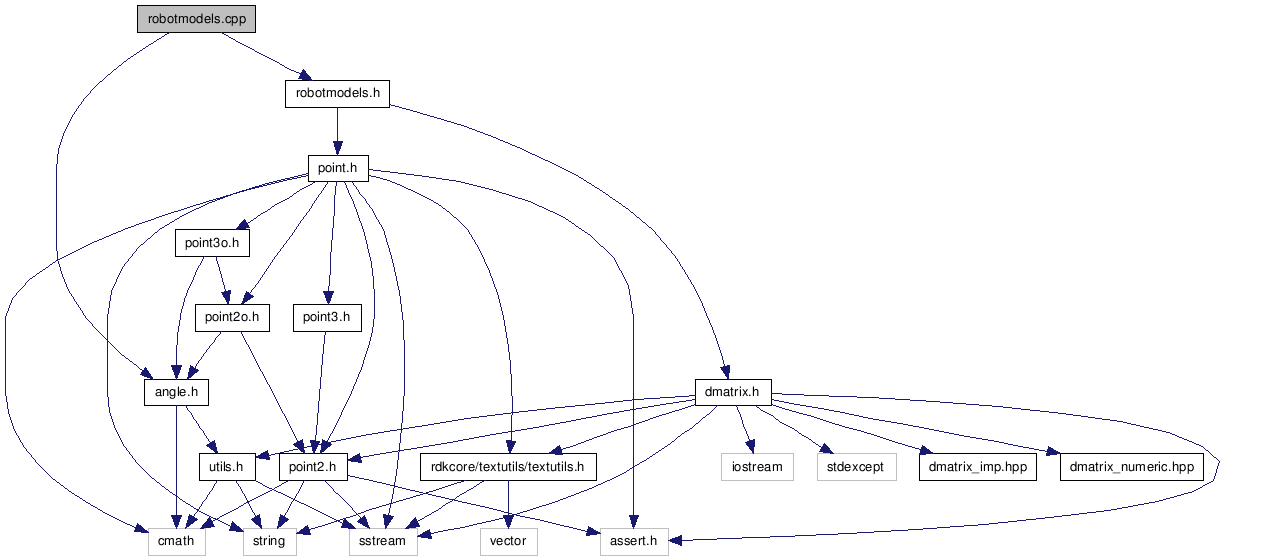 robotmodels.cpp
robotmodels.h
point.h
point3o.h
point2o.h
point3.h
angle.h
dmatrix.h
utils.h
point2.h
rdkcore/textutils/textutils.h
iostream
stdexcept
dmatrix_imp.hpp
dmatrix_numeric.hpp
cmath
string
sstream
vector
assert.h